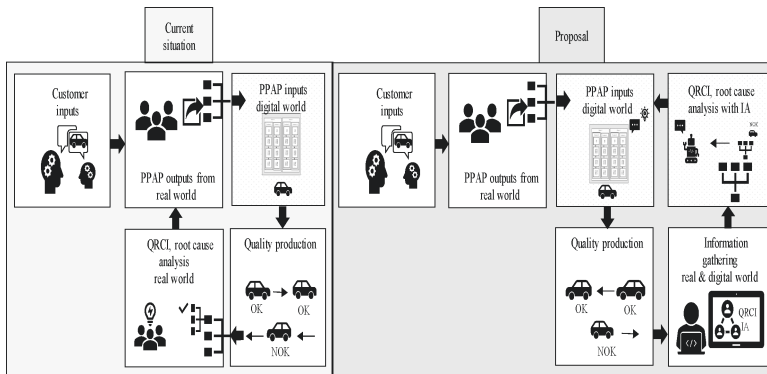 Current
situation
Proposal
Customer
inputs
PPAP outputs from
real world
PPAP inputs
digital world
QRCI, root cause
analysis
real world
Quality production
OK
OK
NOK
Customer
inputs
PPAP outputs from
real world
PPAP inputs
digital world
QRCI, root cause
analysis with IA
NOK
Quality production
OK
OK
NOK
Information
gathering
real & digital world
QRCI
IA